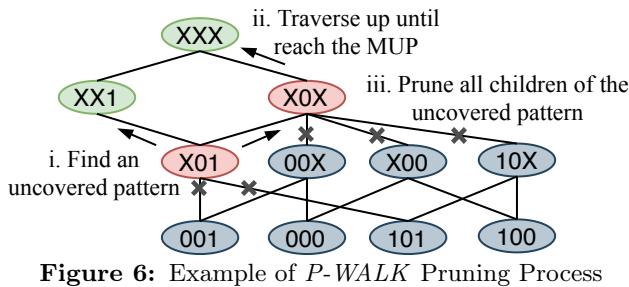 XXX
ii. Traverse up until
reach the MUP
XX1
X0X
iii. Prune all children of the
uncovered pattern
i. Find an
uncovered pattern
X01
00X
X00
10X
001
000
101
100
Figure 6: Example of P-WALK Pruning Process